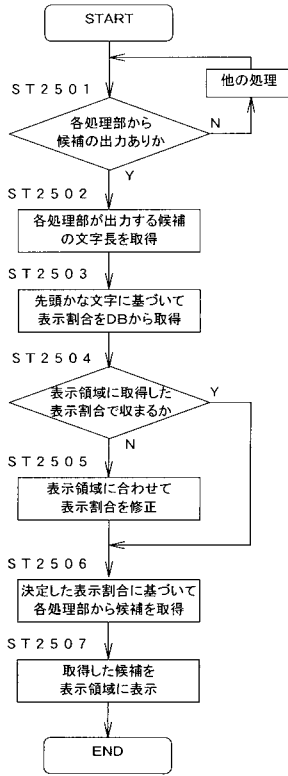 START
ST2501
他の処理
各処理部から
候補の出力ありか
N
Y
ST2502
各処理部が出力する候補
の文字長を取得
ST2503
先頭かな文字に基づいて
表示割合をDBから取得
ST2504
表示領域に取得した
表示割合で収まるか
Y
N
ST2505
表示領域に合わせて
表示割合を修正
ST2506
決定した表示割合に基づいて
各処理部から候補を取得
ST2507
取得した候補を
表示領域に表示
END